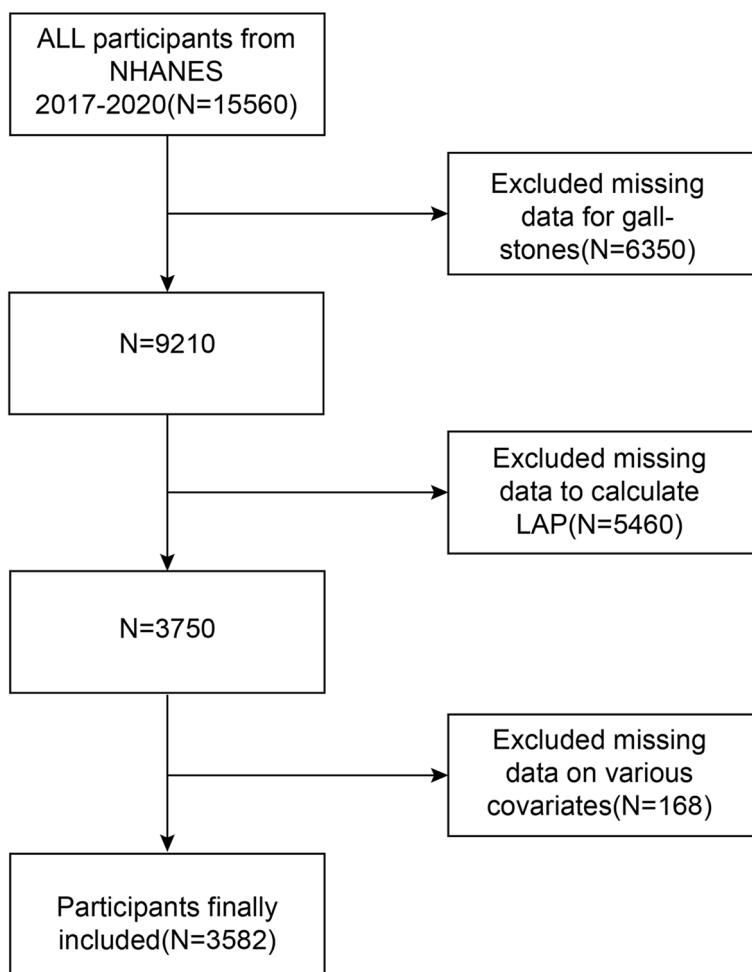 ALL participants from
NHANES
2017-2020(N=15560)
Excluded missing
data for gall-
stones(N=6350)
N=9210
Excluded missing
data to calculate
LAP(N=5460)
N=3750
Excluded missing
data on various
covariates(N=168)
Participants finally
included(N=3582)